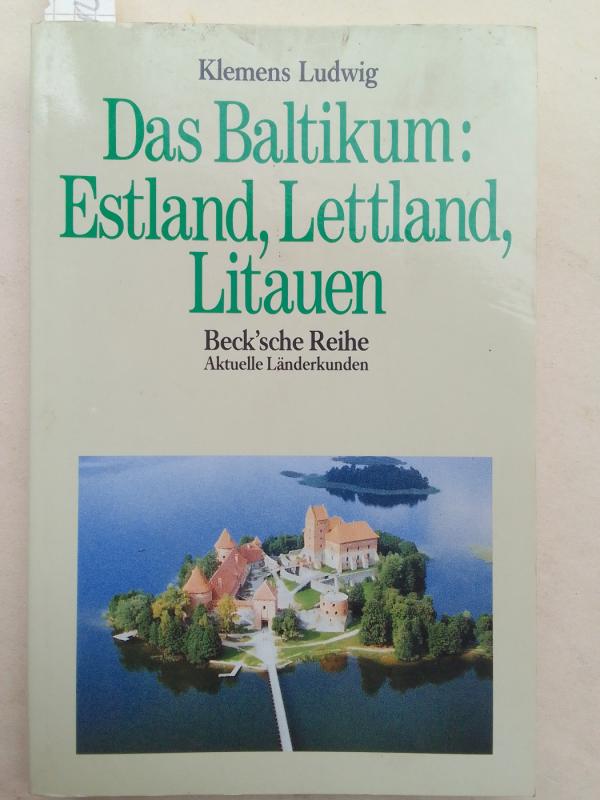 Klemens Ludwig
Das Baltikum:
Estland, Lettland,
Litauen
Beck'sche Reihe
Aktuelle Länderkunden